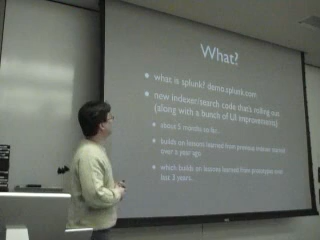 What?
what is splunk? demo.splunk.com
new indexer/search code that's rolling out
(along with a bunch of UI improvements)
about 5 months so far...
builds on lessons learned from previous indexer started
over a year ago
which builds on lessons learned from prototypes over
last 3 years...